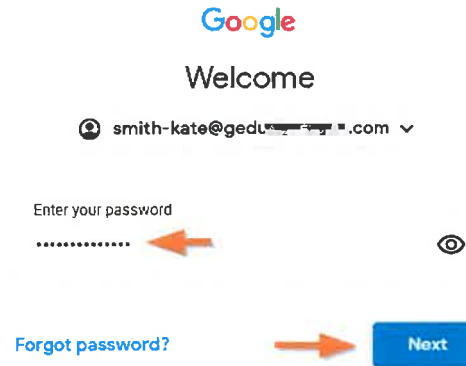 Google
Welcome
smith-kate@gedu .com
Enter your password
Forgot password?
Next